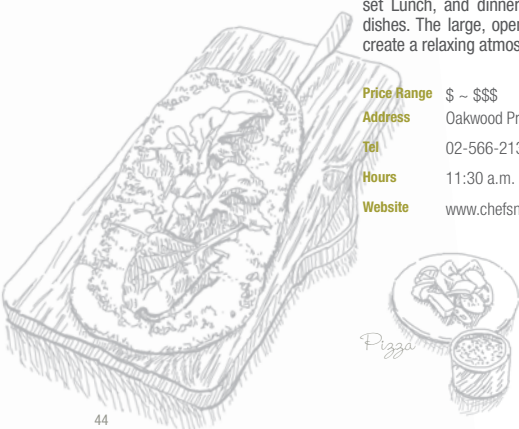 set Lunch, and dinner
dishes. The large, oper
create a relaxing atmos
Price Range $ ~ $$$
Address Oakwood Pr
Tel 02-566-213
Hours 11:30 a.m.
Website www.chefsn
Pizza
44